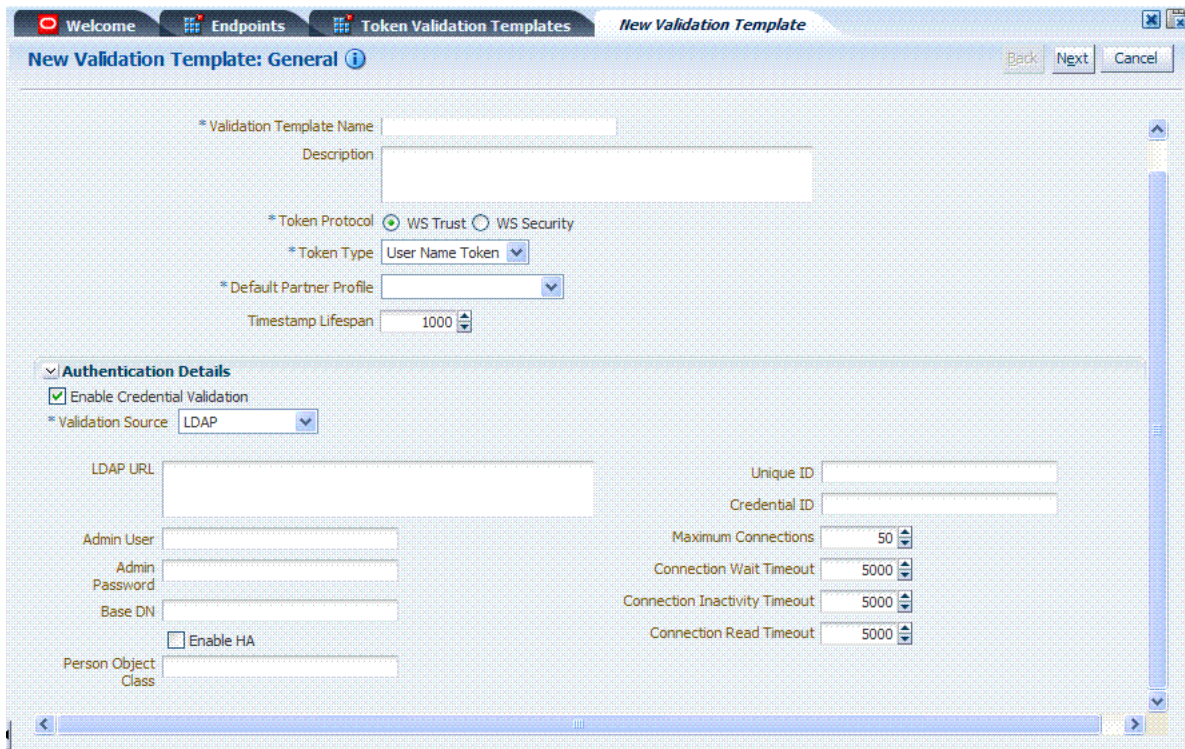 Welcome
Endpoints
Token Validation Templates
New Validation Template
New Validation Template: General
Back
Next
Cancel
* Validation Template Name
Description
* Token Protocol WS Trust WS Security
* Token Type User Name Token
* Default Partner Profile
Timestamp Lifespan 1000
Authentication Details
Enable Credential Validation
* Validation Source LDAP
LDAP URL
Admin User
Admin
Password
Base DN
Enable HA
Person Object
Class
Unique ID
Credential ID
Maximum Connections 50
Connection Wait Timeout 5000
Connection Inactivity Timeout 5000
Connection Read Timeout 5000